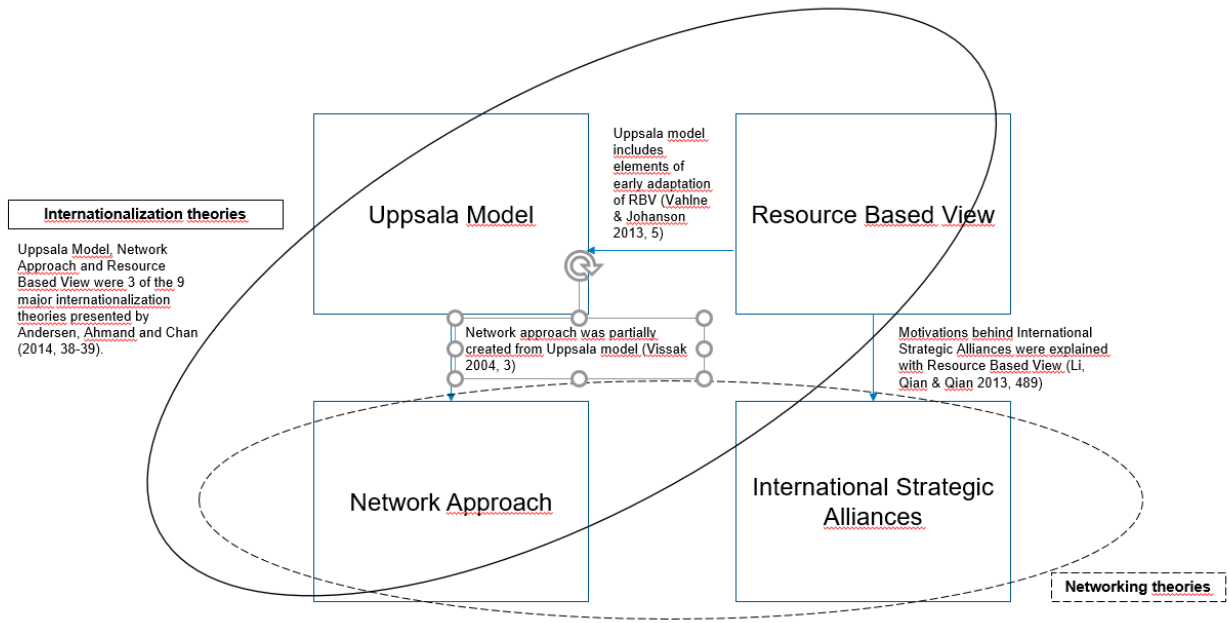 Uppsala Model
Uppsala model
includes
elements of
early adaptation
of RBV (Vahlne
& Johanson
2013, 5)
Resource Based View
Internationalization theories
Uppsala Model, Network
Approach and Resource
Based View were 3 of the 9
major internationalization
theories presented by
Andersen, Ahmand and Chan
(2014, 38-39).
Network approach was partially
created from Uppsala model (Vissak
2004, 3)
Motivations behind International
Strategic Alliances were explained
with Resource Based View (Li,
Qian & Qian 2013, 489)
Network Approach
International Strategic
Alliances
Networking theories